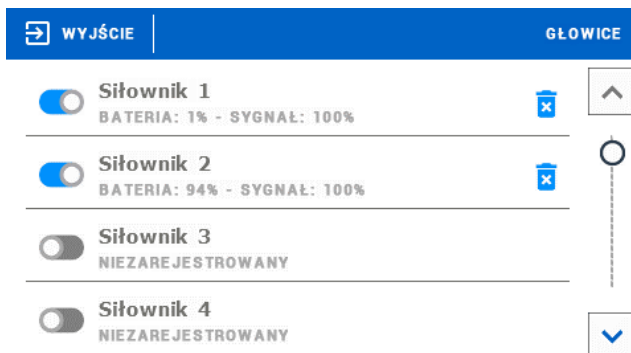 WYJŚCIE
GŁOWICE
Siłownik 1
BATERIA: 1% - SYGNAŁ: 100%
Siłownik 2
BATERIA: 94% - SYGNAŁ: 100%
Siłownik 3
NIEZAREJESTROWANY
Siłownik 4
NIEZAREJESTROWANY